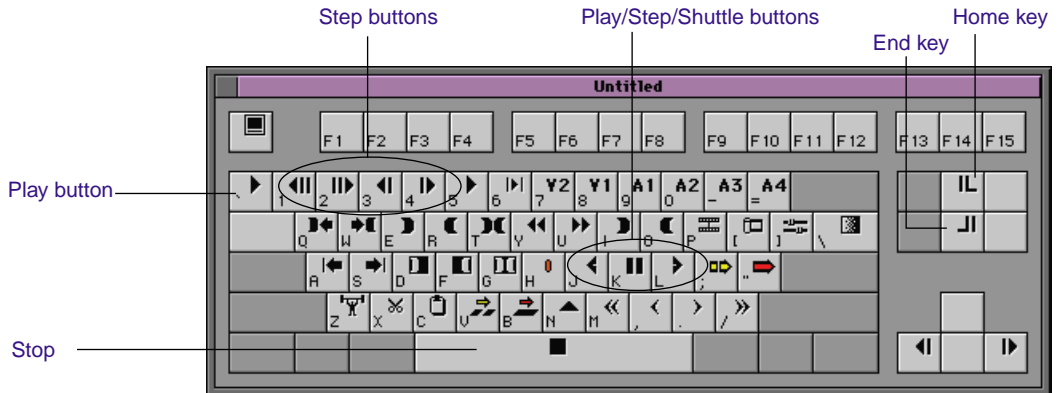 Step buttons
Play/Step/Shuttle buttons
Home key
End key
Untitled
F1 F2 F3 F4 F5 F6 F7 F8 F9 F10 F11 F12 F13 F14 F15
Play button
` 1 2 3 4 5 6 V2 7 V1 8 A1 9 A2 0 A3 - A4 =
Q W E R T Y U I O P [ ] \
A S D F G H J K L ; "
Z X C V B N M , . /
Stop